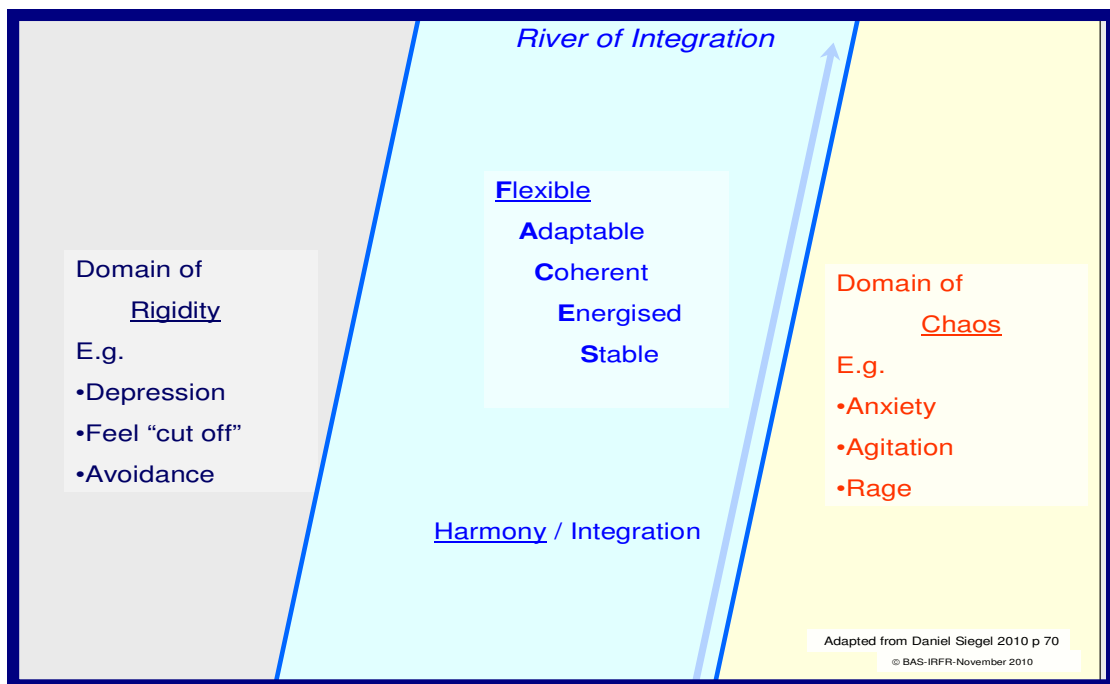 River of Integration
Flexible
Adaptable
Coherent
Energised
Stable
Domain of
Rigidity
E.g.
•Depression
•Feel “cut off”
•Avoidance
Domain of
Chaos
E.g.
•Anxiety
•Agitation
•Rage
Harmony / Integration
Adapted from Daniel Siegel 2010 p 70
© BAS-IRFR-November 2010